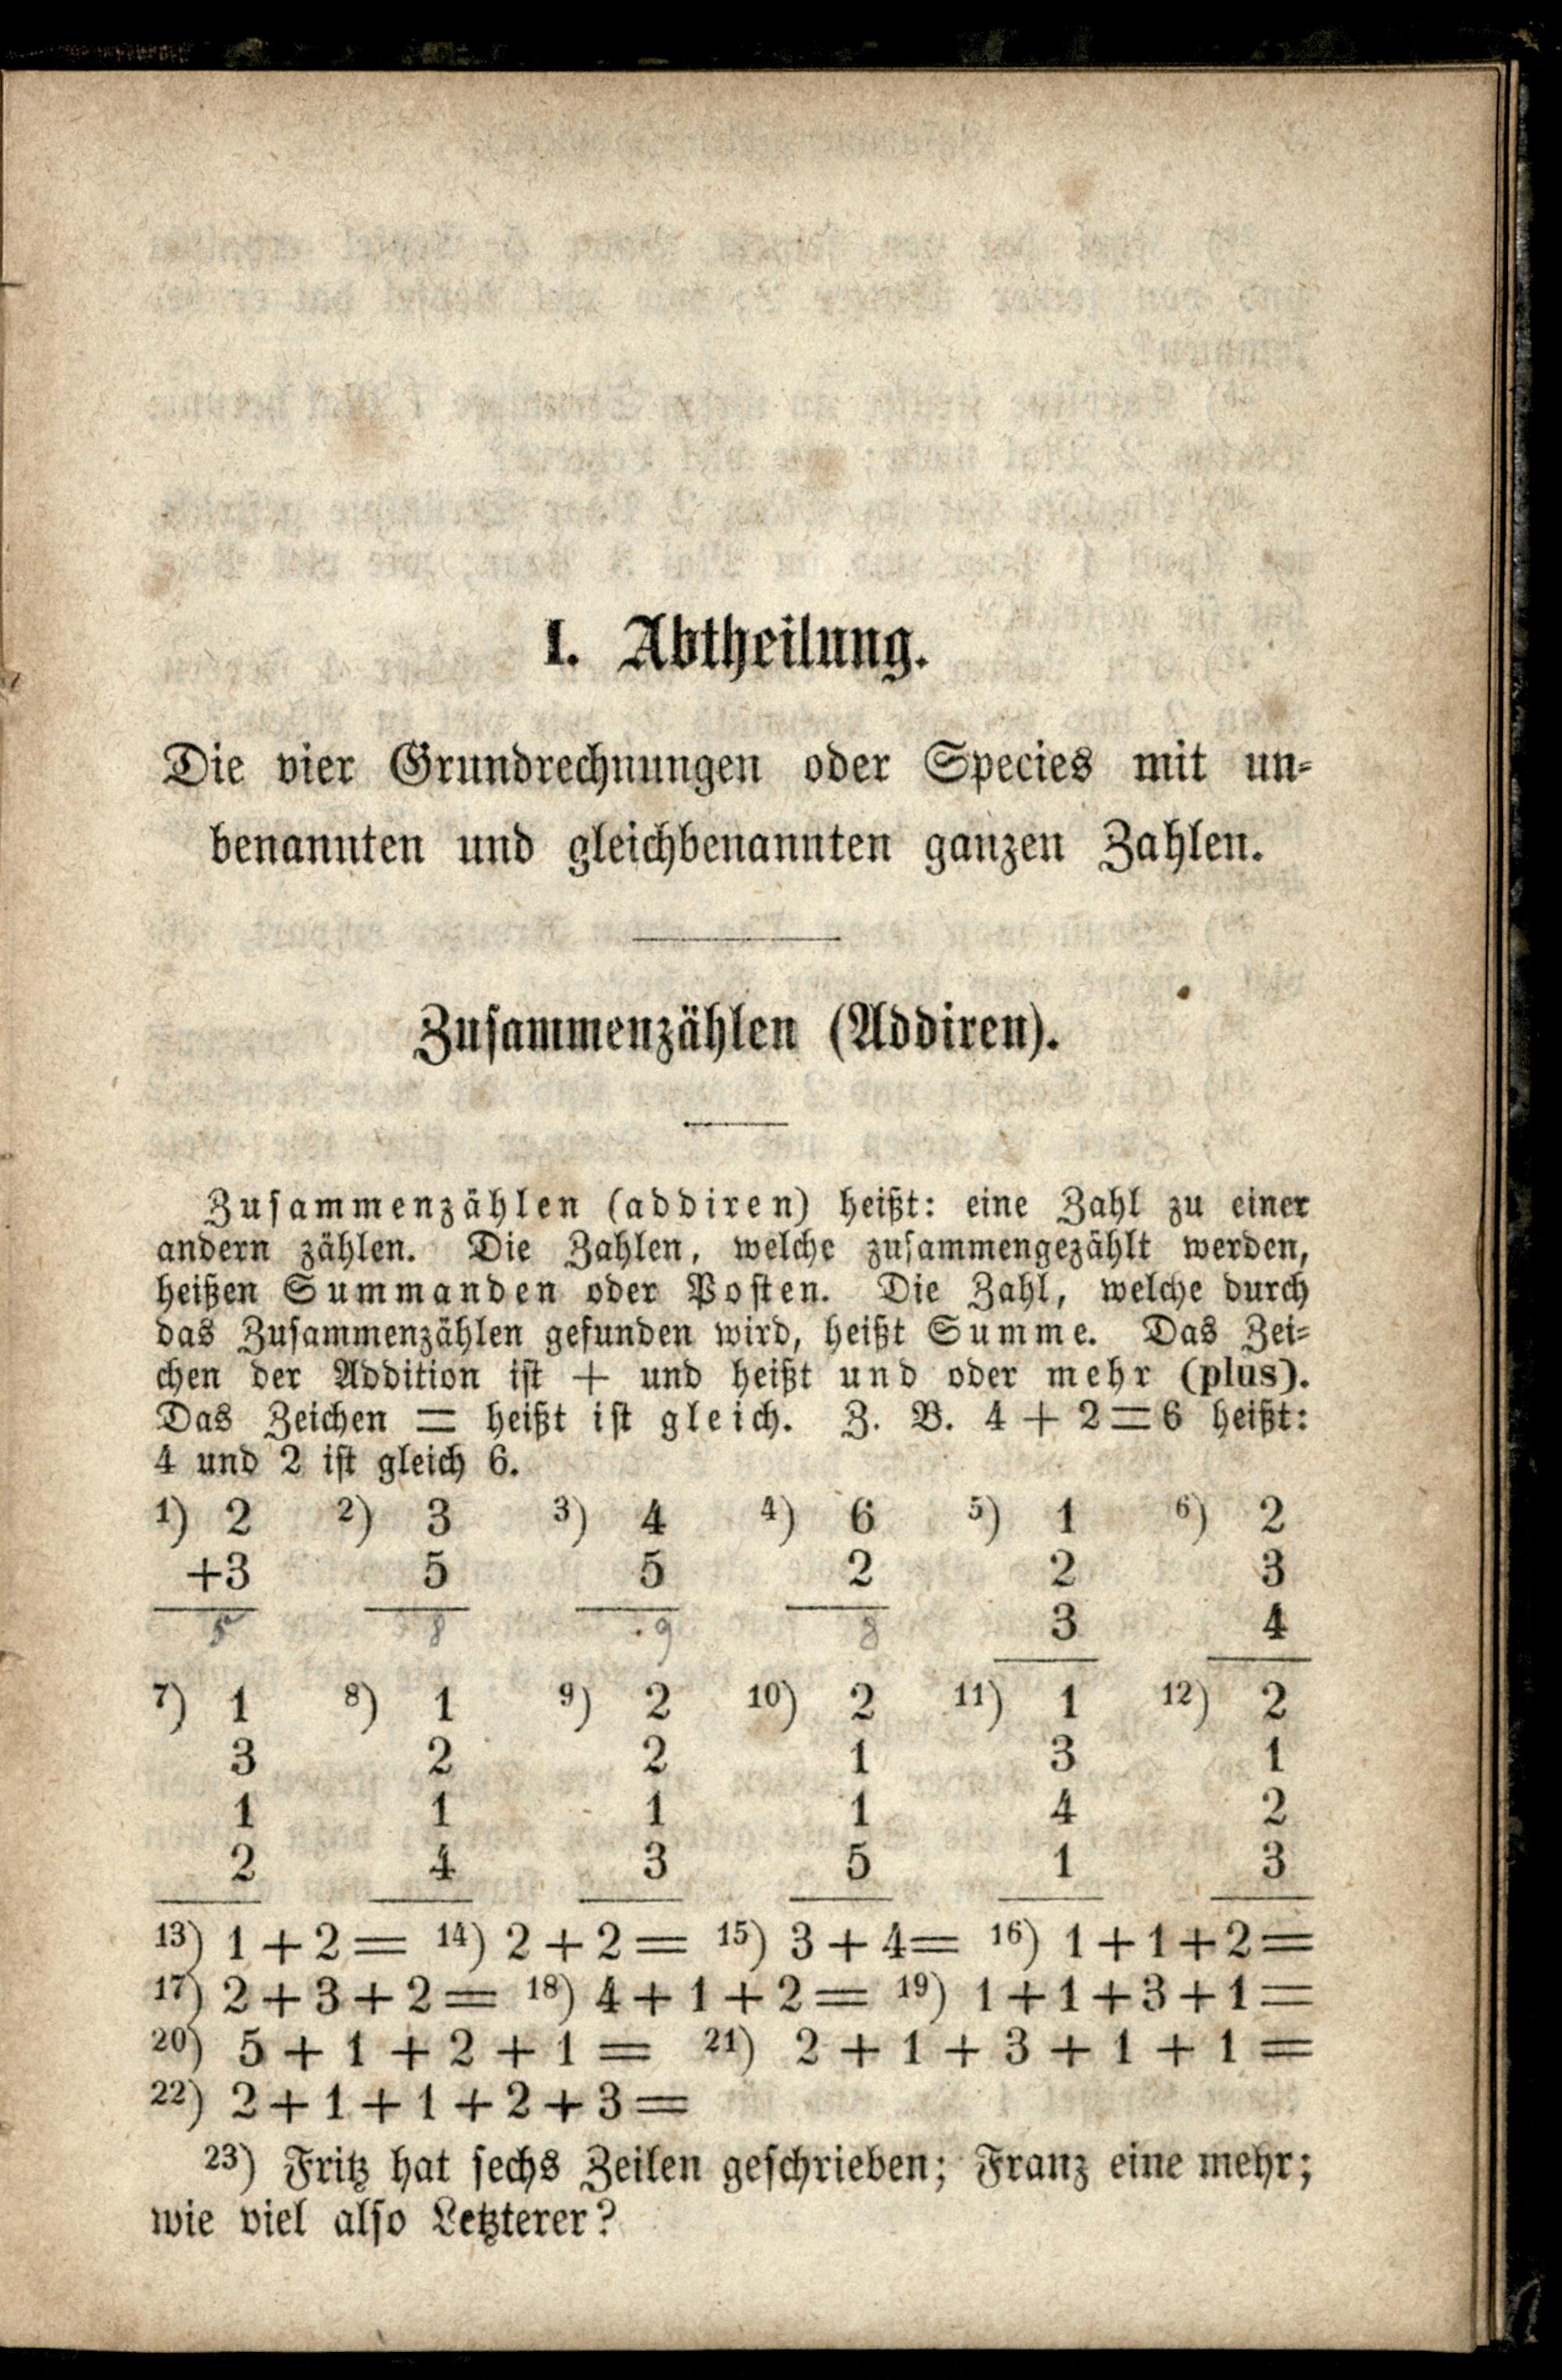 I. Abtheilung.
Die vier Grundrechnungen oder Species mit un-
benannten und gleichbenannten ganzen Zahlen.
Zusammenzählen (Addiren).
Zusammenzählen (addiren) heißt: eine Zahl zu einer
andern zählen. Die Zahlen, welche zusammengezählt werden,
heißen Summanden oder Posten. Die Zahl, welche durch
das Zusammenzählen gefunden wird, heißt Summe. Das Zei-
chen der Addition ist + und heißt und oder mehr (plus).
Das Zeichen = heißt ist gleich. Z. B. 4 + 2 = 6 heißt:
4 und 2 ist gleich 6.
1) 2 2) 3 3) 4 4) 6 5) 1 6) 2
+3 5 5 2 2 3
5 8 9 8 3 4
7) 1 8) 1 9) 2 10) 2 11) 1 12) 2
3 2 2 1 3 1
1 1 1 1 4 2
2 4 3 5 1 3
13) 1 + 2 = 14) 2 + 2 = 15) 3 + 4 = 16) 1 + 1 + 2 =
17) 2 + 3 + 2 = 18) 4 + 1 + 2 = 19) 1 + 1 + 3 + 1 =
20) 5 + 1 + 2 + 1 = 21) 2 + 1 + 3 + 1 + 1 =
22) 2 + 1 + 1 + 2 + 3 =
23) Fritz hat sechs Zeilen geschrieben; Franz eine mehr;
wie viel also Letzterer?